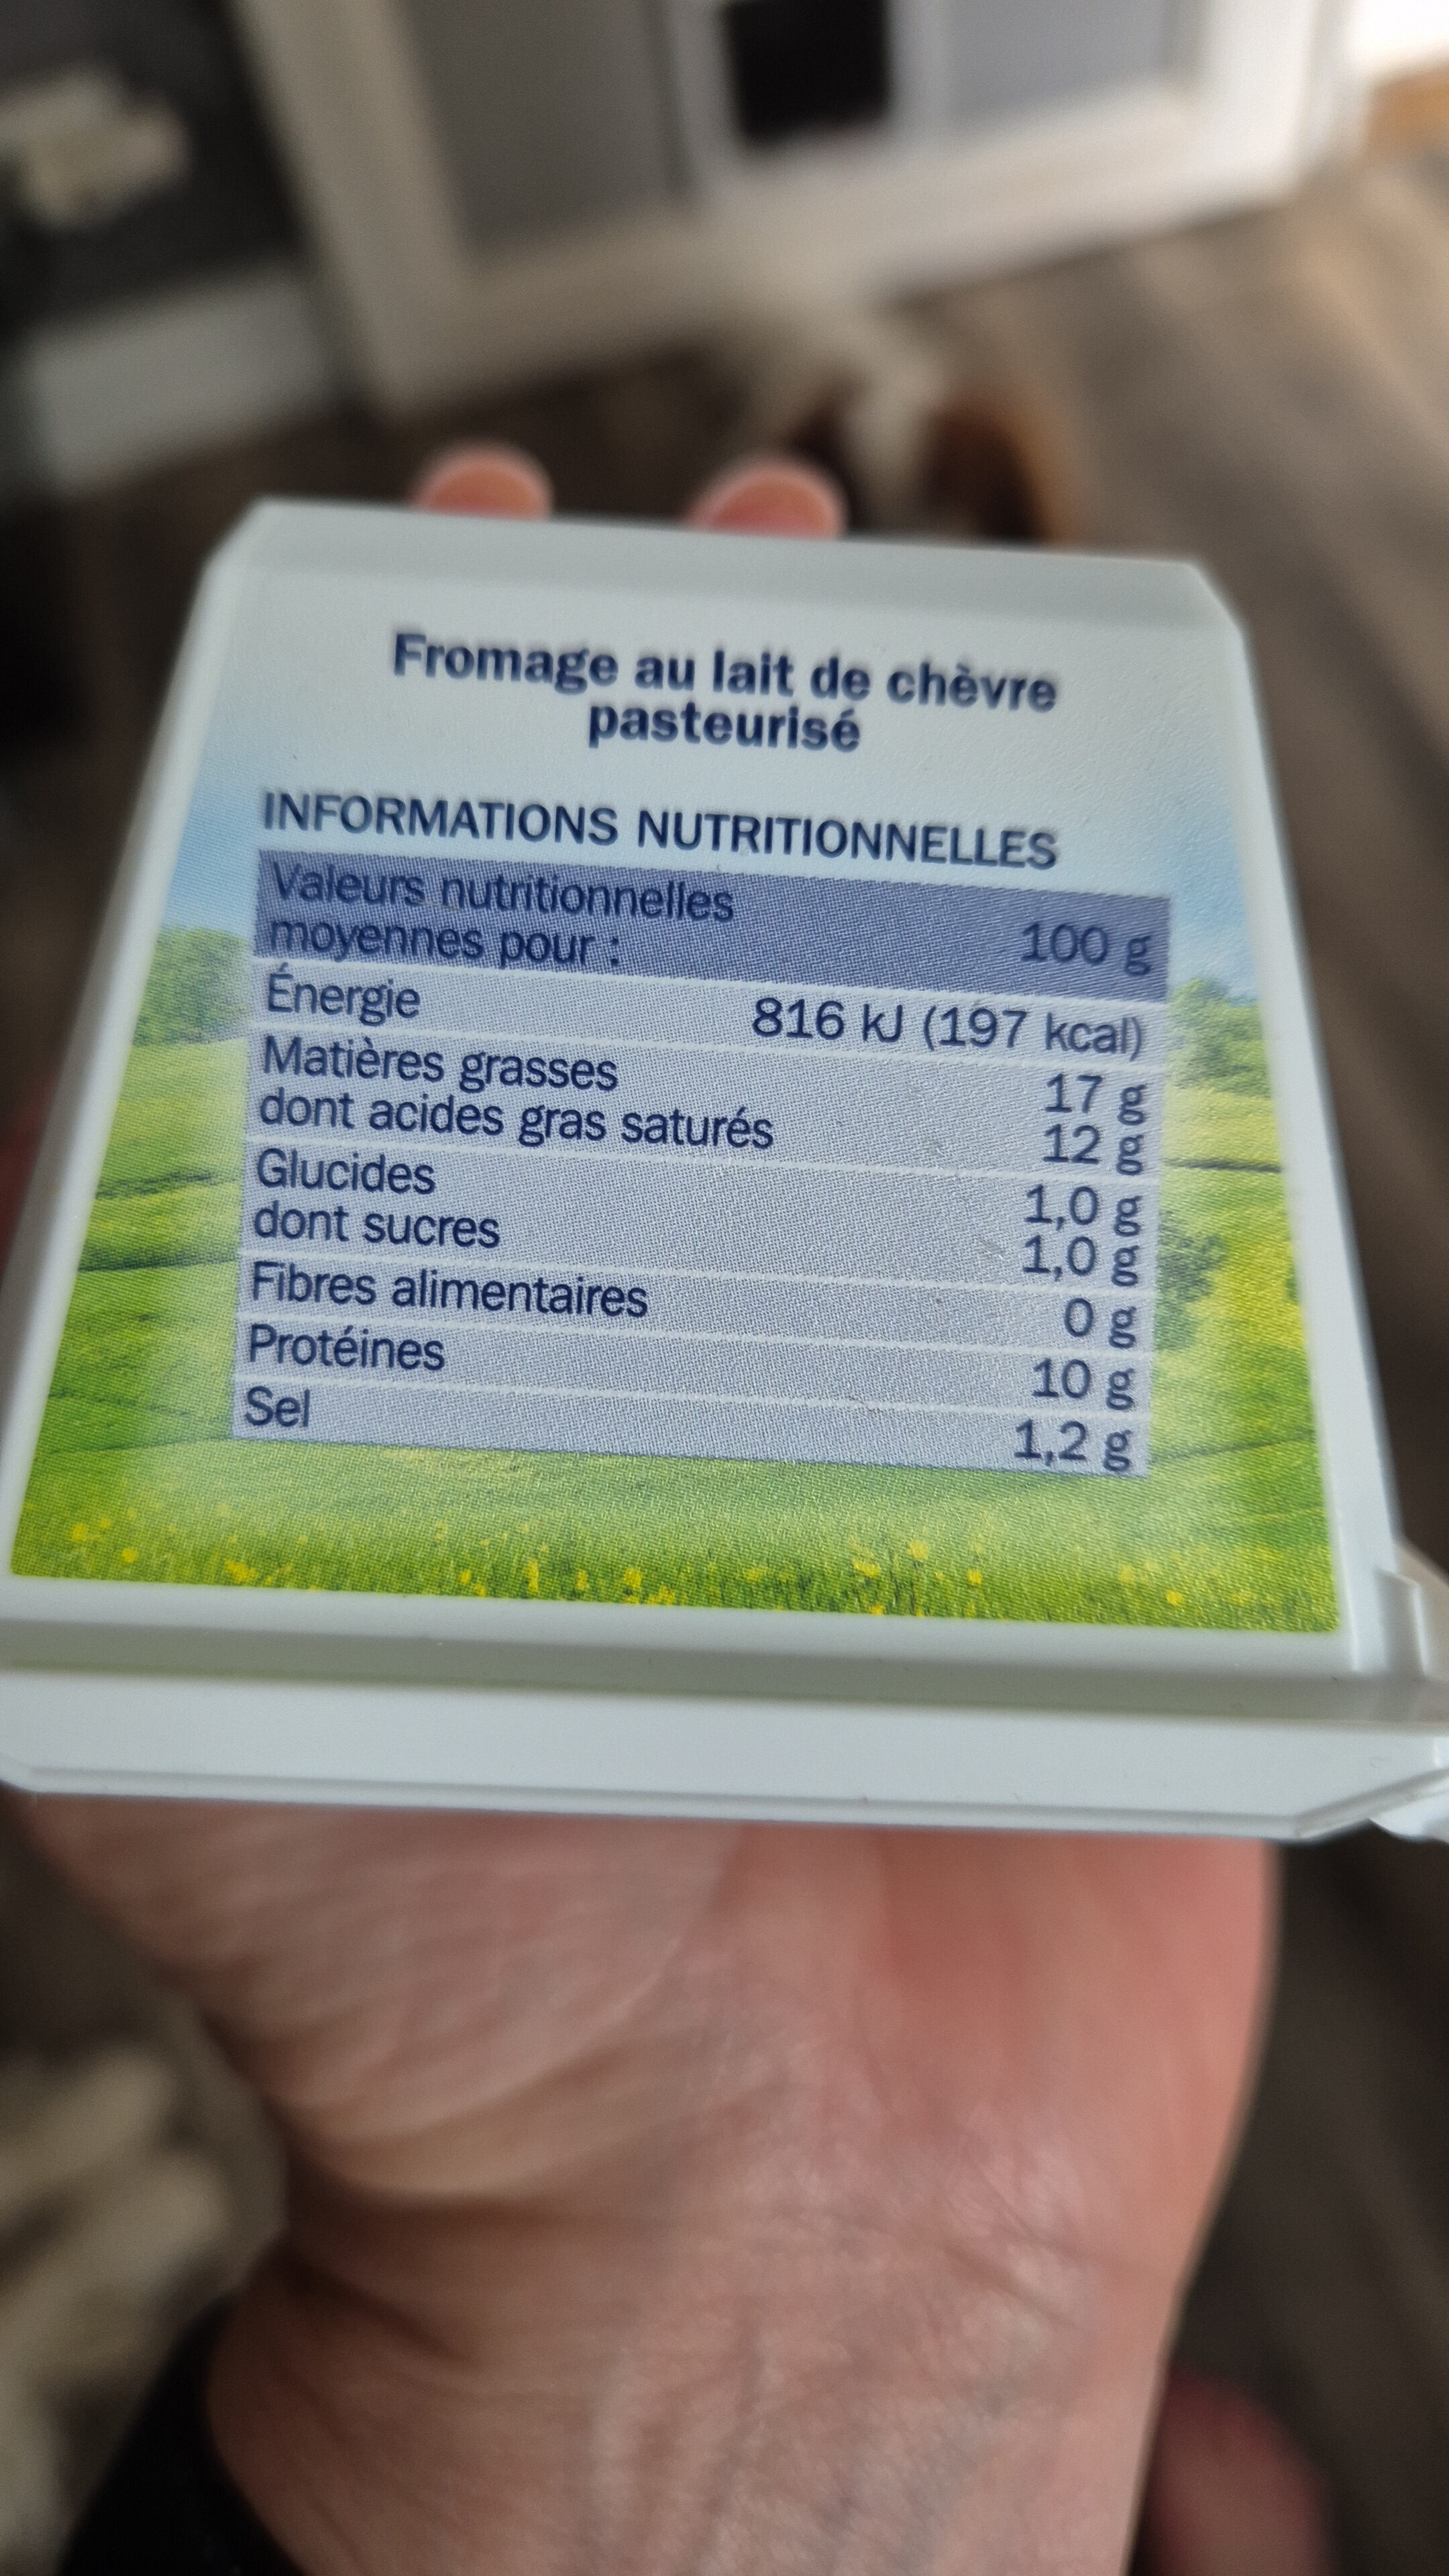 Fromage au lait de chèvre
pasteurisé
INFORMATIONS NUTRITIONNELLES
Valeurs nutritionnelles
moyennes pour : 100 g
Énergie 816 kJ (197 kcal)
Matières grasses 17 g
dont acides gras saturés 12 g
Glucides 1,0 g
dont sucres 1,0 g
Fibres alimentaires 0 g
Protéines 10 g
Sel 1,2 g